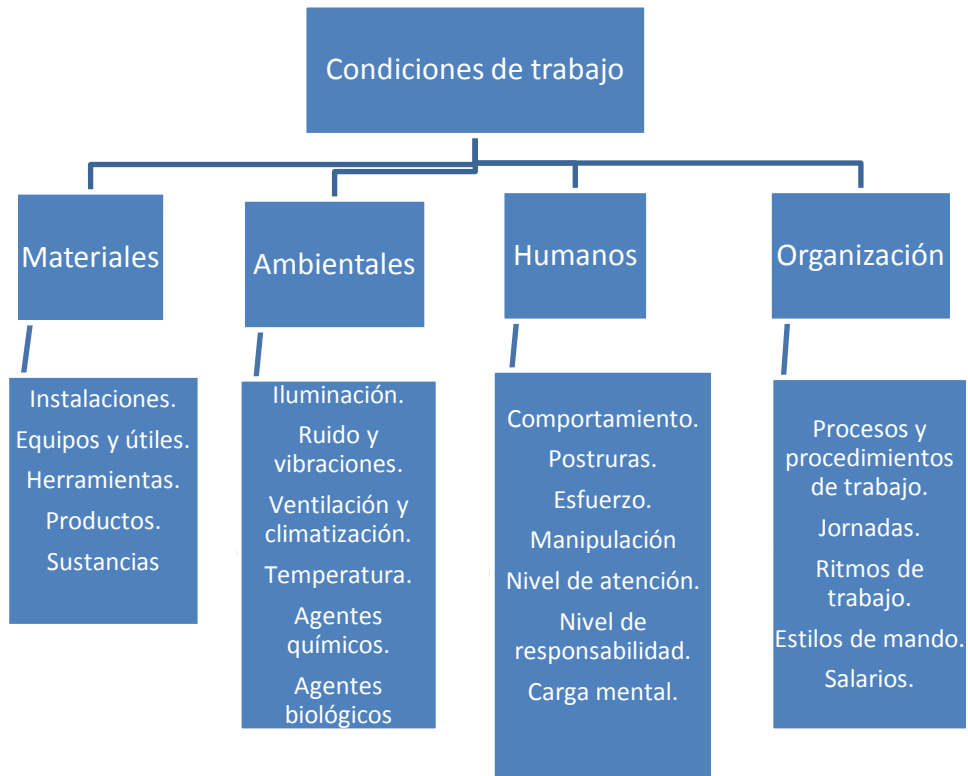 Condiciones de trabajo
Materiales
Ambientales
Humanos
Organización
Instalaciones.
Equipos y útiles.
Herramientas.
Productos.
Sustancias
Iluminación.
Ruido y
vibraciones.
Ventilación y
climatización.
Temperatura.
Agentes
químicos.
Agentes
biológicos
Comportamiento.
Postruras.
Esfuerzo.
Manipulación
Nivel de atención.
Nivel de
responsabilidad.
Carga mental.
Procesos y
procedimientos
de trabajo.
Jornadas.
Ritmos de
trabajo.
Estilos de mando.
Salarios.